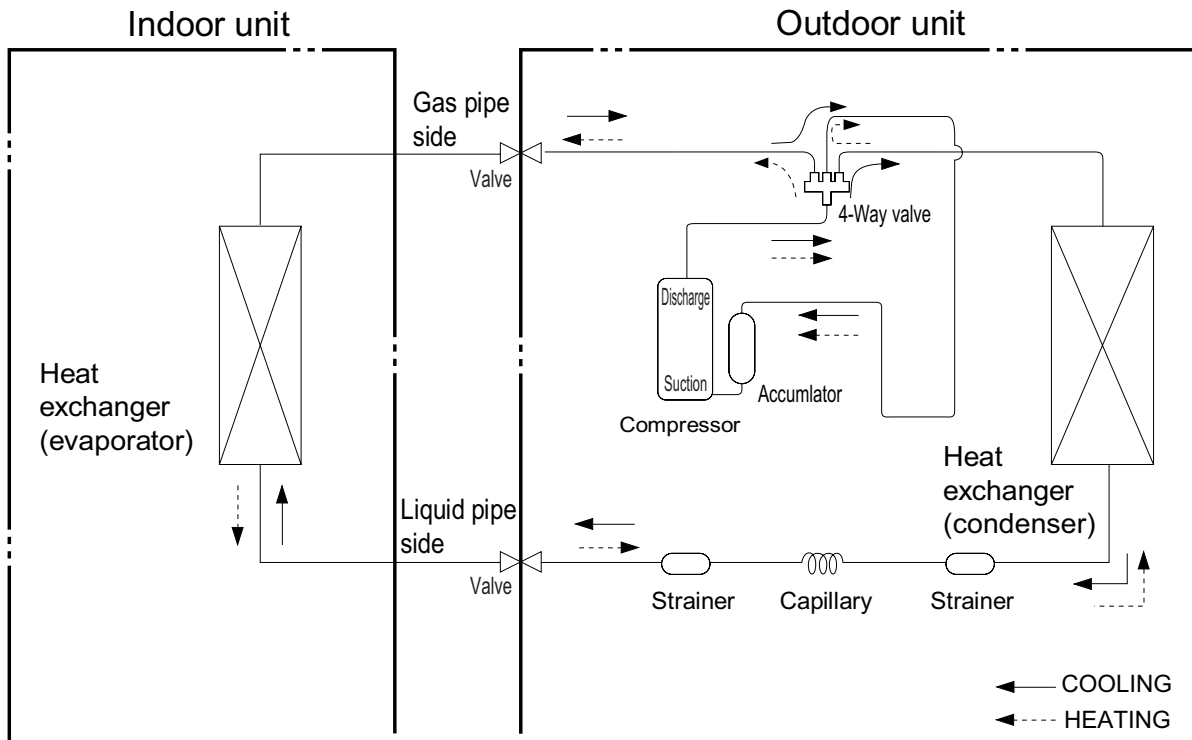 Indoor unit
Outdoor unit
Gas pipe
side
Valve
4-Way valve
Discharge
Suction
Accumlator
Compressor
Heat
exchanger
(evaporator)
Heat
exchanger
(condenser)
Liquid pipe
side
Valve
Strainer
Capillary
Strainer
COOLING
HEATING